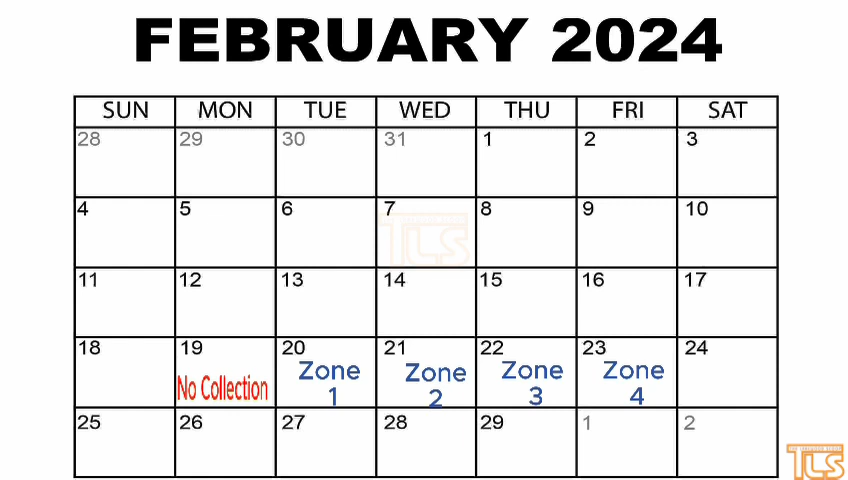 FEBRUARY 2024
SUN MON TUE WED THU FRI SAT
28 29 30 31 1 2 3
4 5 6 7 8 9 10
TLS
11 12 13 14 15 16 17
18 19 20 21 22 23 24
No Collection Zone 1 Zone 2 Zone 3 Zone 4
25 26 27 28 29 1 2
TLS